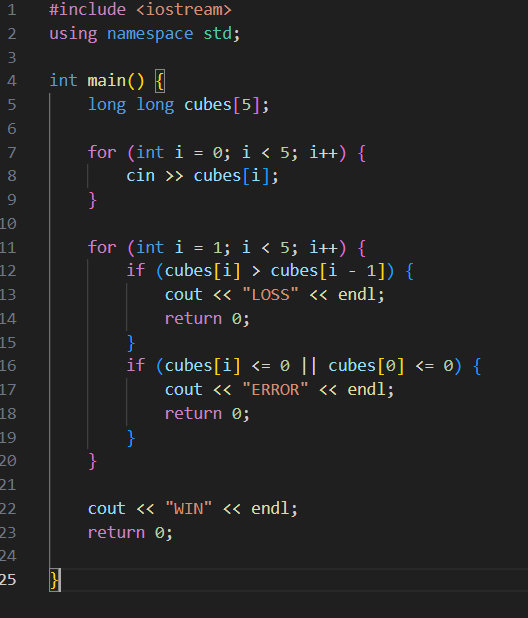 1 #include <iostream>
2 using namespace std;
3
4 int main() {
5     long long cubes[5];
6
7     for (int i = 0; i < 5; i++) {
8         cin >> cubes[i];
9     }
10
11     for (int i = 1; i < 5; i++) {
12         if (cubes[i] > cubes[i - 1]) {
13             cout << "LOSS" << endl;
14             return 0;
15         }
16         if (cubes[i] <= 0 || cubes[0] <= 0) {
17             cout << "ERROR" << endl;
18             return 0;
19         }
20     }
21
22     cout << "WIN" << endl;
23     return 0;
24
25 }